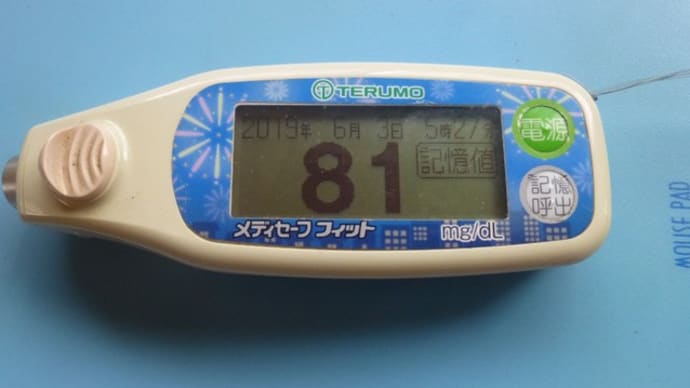 TERUMO
2019年 6月 3日 5時27分
81
記憶値
メディセーフ フィット
mg/dL
電源
記憶
呼出
MOUSE PAD